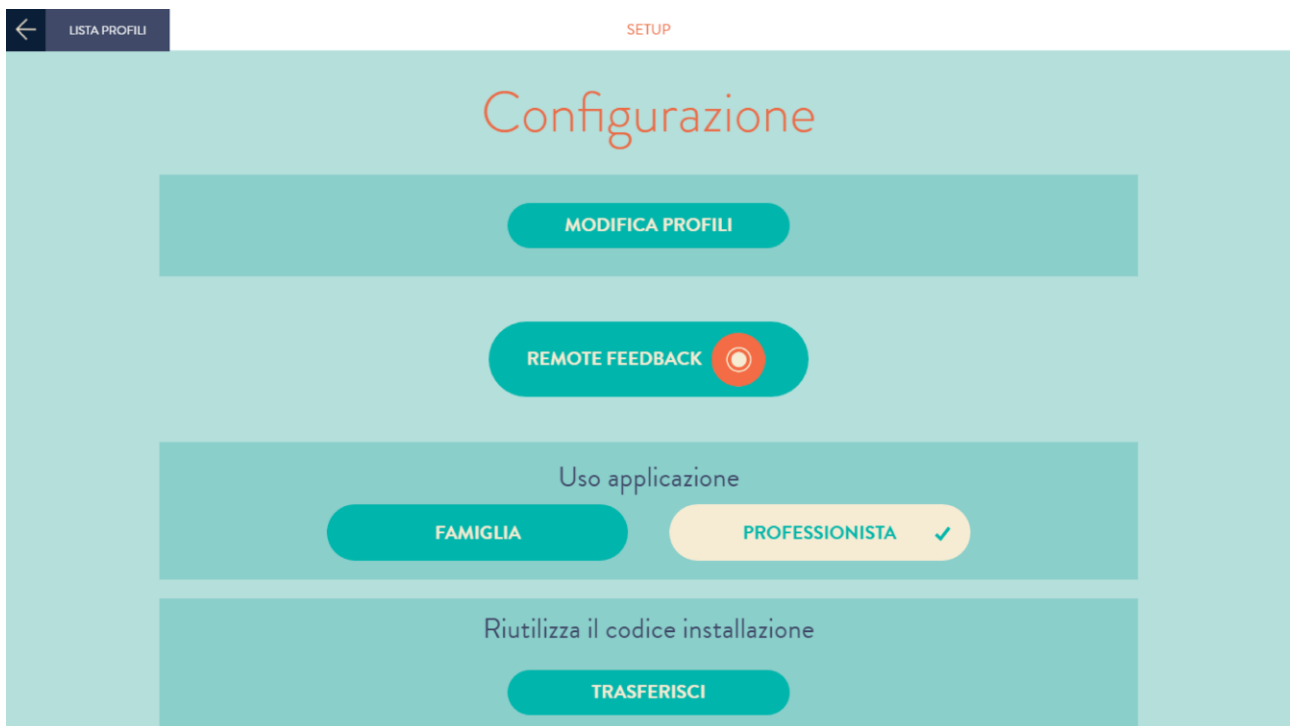 LISTA PROFILI
SETUP
Configurazione
MODIFICA PROFILI
REMOTE FEEDBACK
Uso applicazione
FAMIGLIA
PROFESSIONISTA
Riutilizza il codice installazione
TRASFERISCI